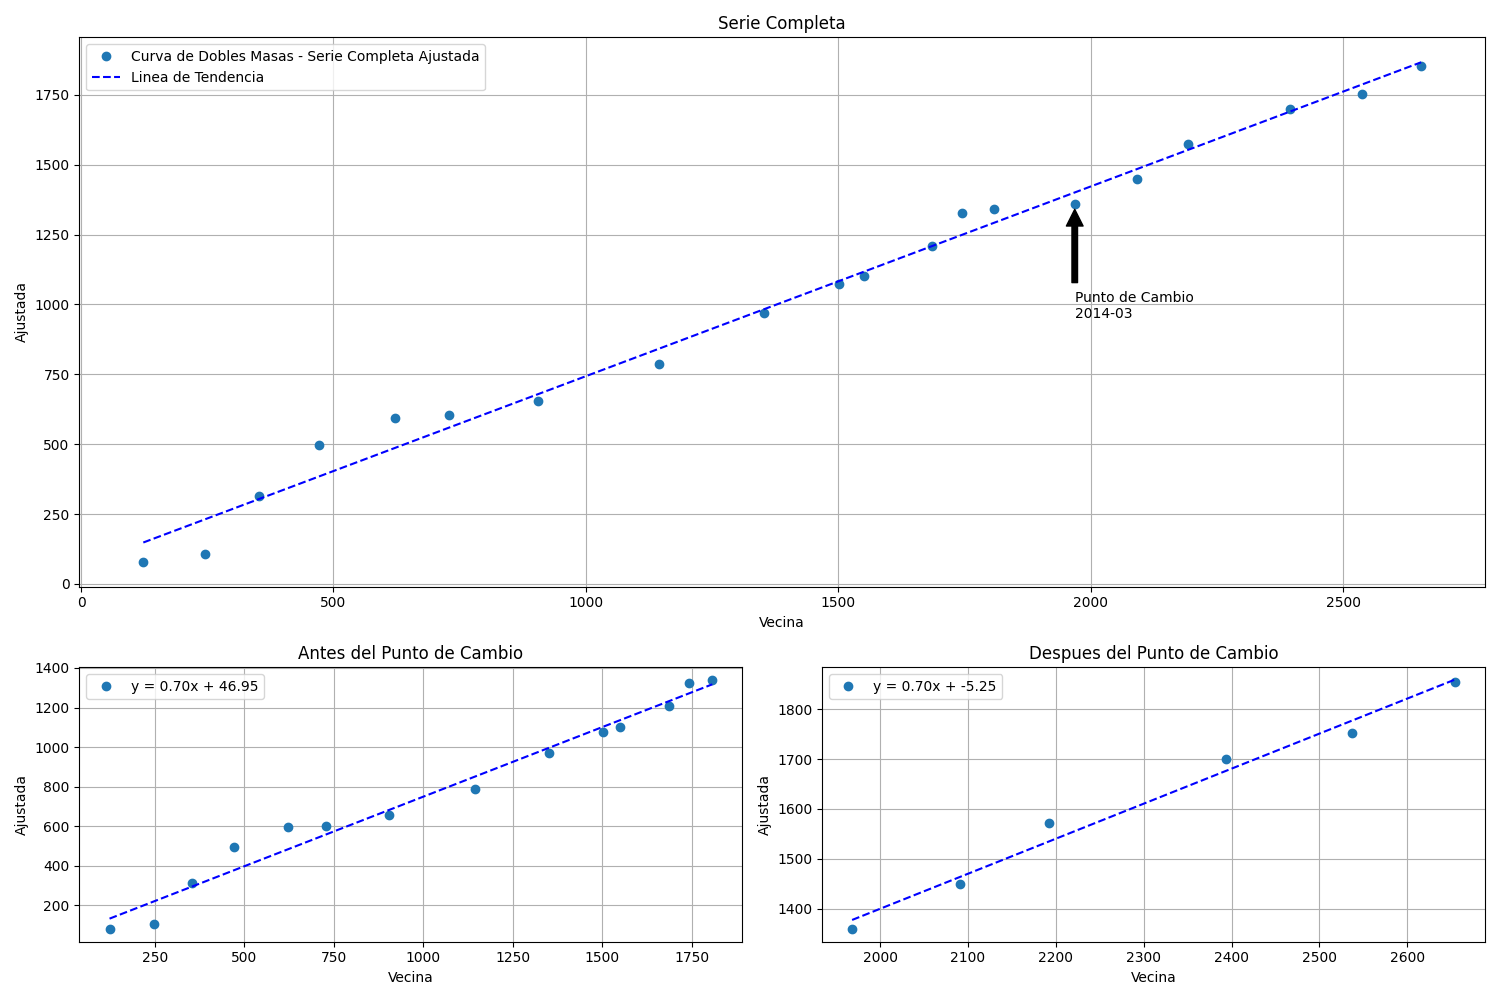 Serie Completa
Curva de Dobles Masas - Serie Completa Ajustada
Linea de Tendencia
Ajustada
1750
1500
1250
1000
750
500
250
0
Punto de Cambio
2014-03
0 500 1000 1500 2000 2500
Vecina
Antes del Punto de Cambio
y = 0.70x + 46.95
Ajustada
1400
1200
1000
800
600
400
200
250 500 750 1000 1250 1500 1750
Vecina
Despues del Punto de Cambio
y = 0.70x + -5.25
Ajustada
1800
1700
1600
1500
1400
2000 2100 2200 2300 2400 2500 2600
Vecina